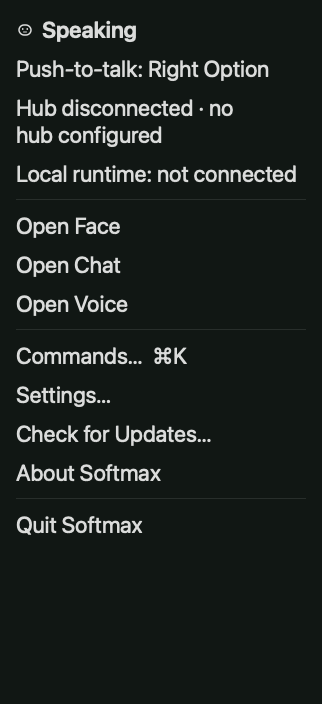 Speaking
Push-to-talk: Right Option
Hub disconnected · no
hub configured
Local runtime: not connected
Open Face
Open Chat
Open Voice
Commands... ⌘K
Settings...
Check for Updates...
About Softmax
Quit Softmax